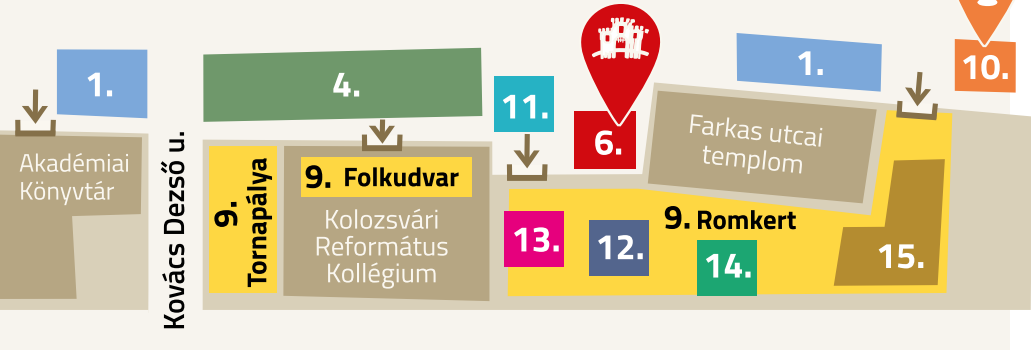 1.
4.
11.
6.
1.
10.
Akadémiai
Könyvtár
Kovács Dezső u.
9.
Tornapálya
9. Folkudvar
Kolozsvári
Református
Kollégium
Farkas utcai
templom
13.
12.
9. Romkert
14.
15.